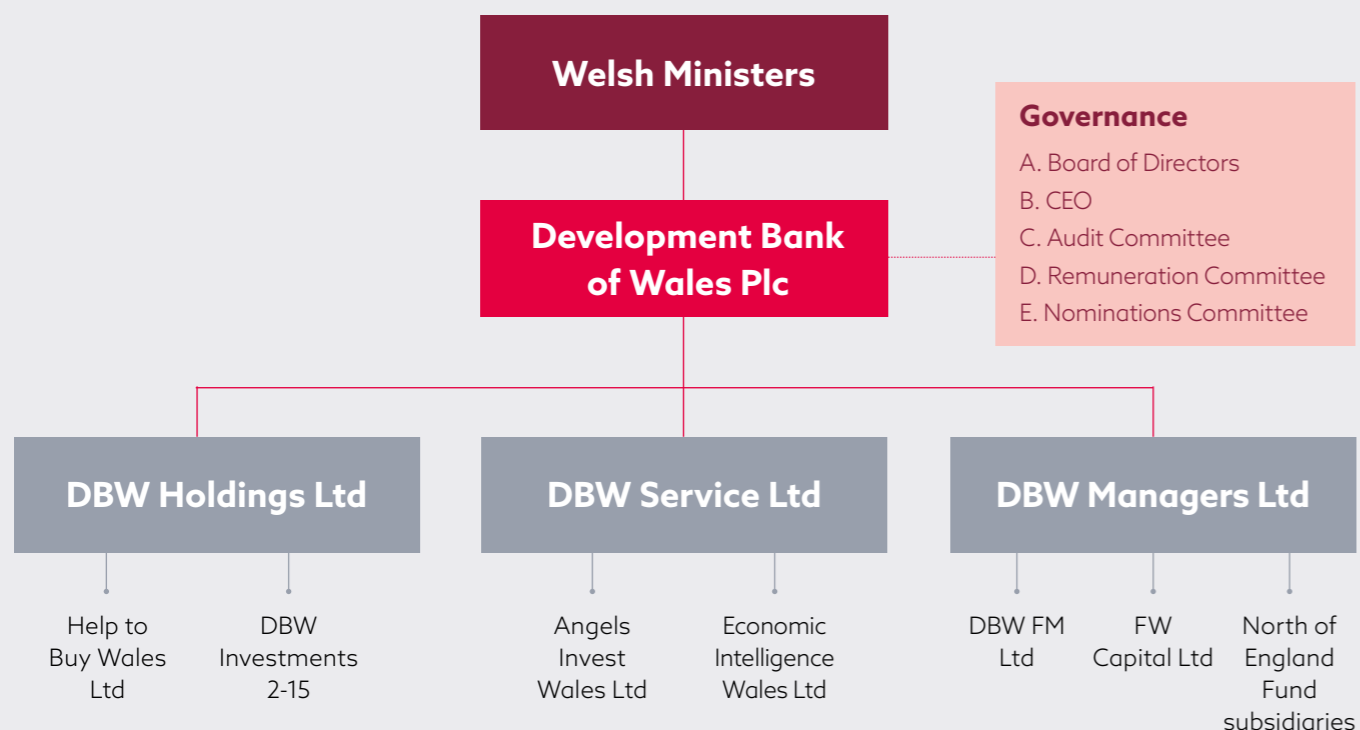 Welsh Ministers
Governance
A. Board of Directors
B. CEO
C. Audit Committee
D. Remuneration Committee
E. Nominations Committee
Development Bank
of Wales Plc
DBW Holdings Ltd
DBW Service Ltd
DBW Managers Ltd
Help to
Buy Wales
Ltd
DBW
Investments
2-15
Angels
Invest
Wales Ltd
Economic
Intelligence
Wales Ltd
DBW FM
Ltd
FW
Capital Ltd
North of
England
Fund
subsidiaries